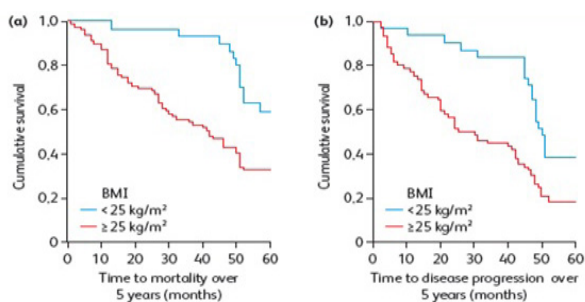 (a)
Cumulative survival
1,0
0,8
0,6
0,4
0,2
0
BMI
< 25 kg/m²
≥ 25 kg/m²
0 10 20 30 40 50 60
Time to mortality over
5 years (months)
(b)
Cumulative survival
1,0
0,8
0,6
0,4
0,2
0
BMI
< 25 kg/m²
≥ 25 kg/m²
0 10 20 30 40 50 60
Time to disease progression over
5 years (months)